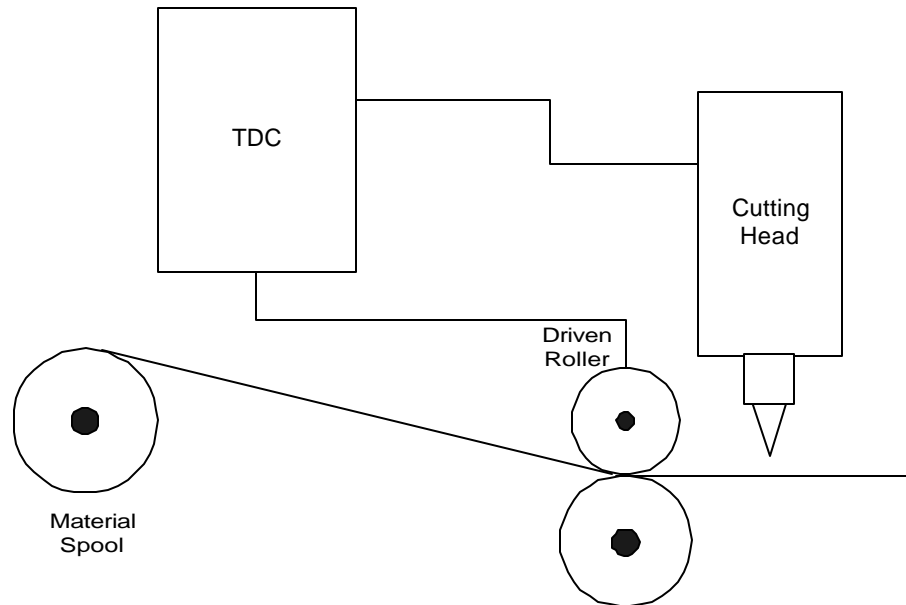 TDC
Cutting
Head
Driven
Roller
Material
Spool